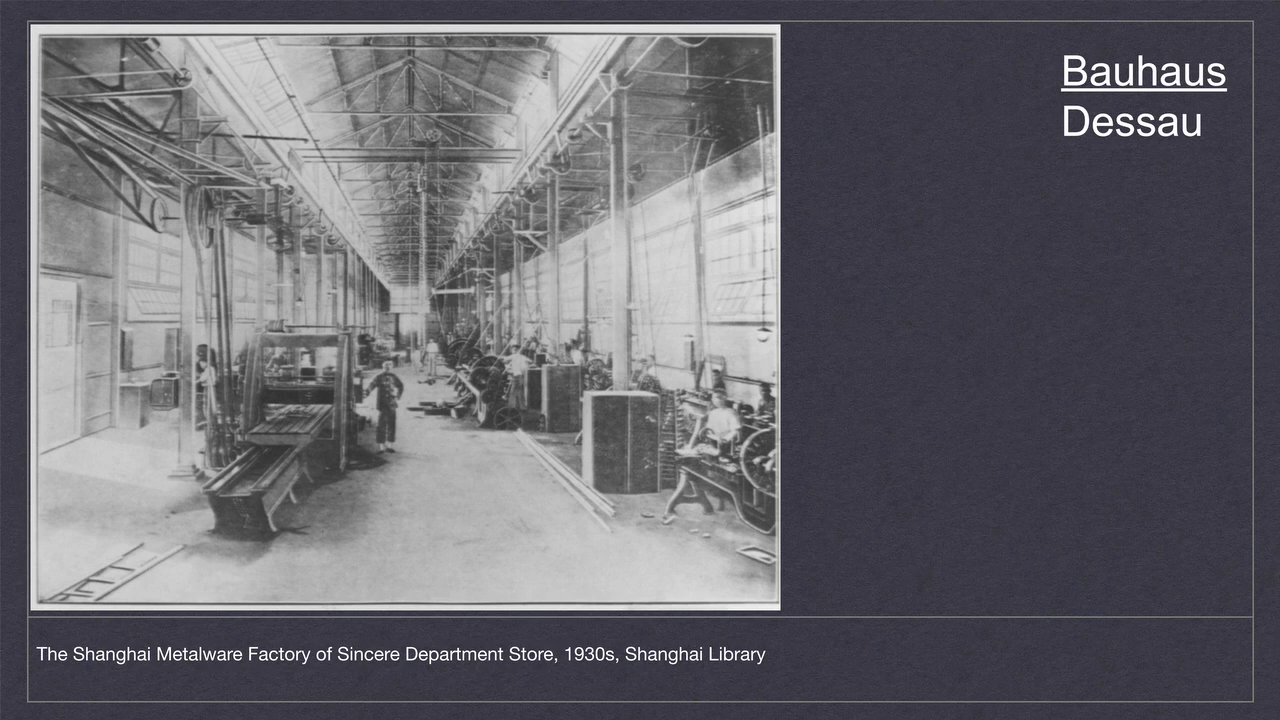 Bauhaus
Dessau
The Shanghai Metalware Factory of Sincere Department Store, 1930s, Shanghai Library